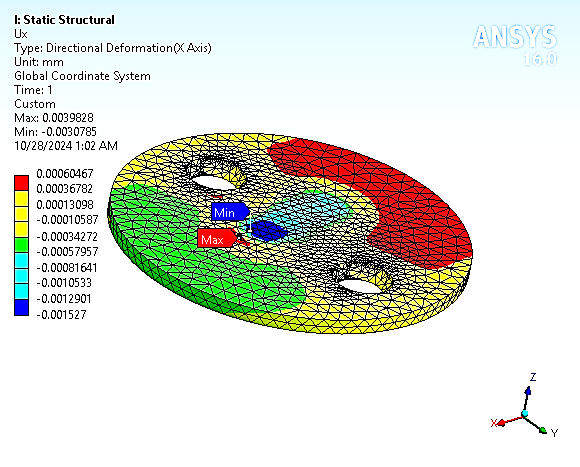 I: Static Structural
Ux
Type: Directional Deformation(X Axis)
Unit: mm
Global Coordinate System
Time: 1
Custom
Max: 0.0039828
Min: -0.0030785
10/28/2024 1:02 AM
ANSYS
16.0
0.00060467
0.00036782
0.00013098
-0.00010587
-0.00034272
-0.00057957
-0.00081641
-0.0010533
-0.0012901
-0.001527
Min
Max
Z
X
Y